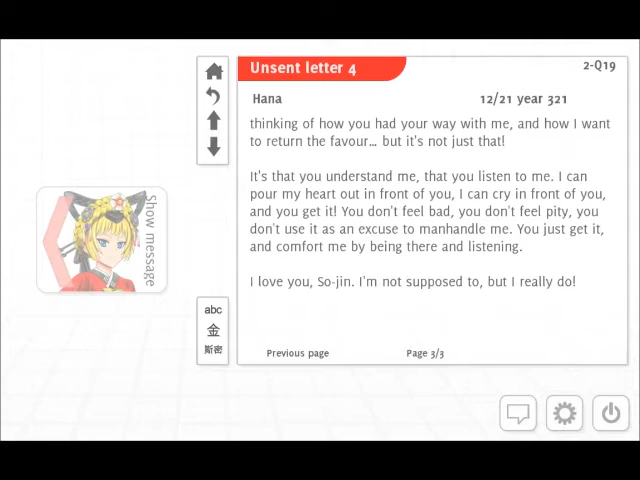 Unsent letter 4
2-Q19
Hana
12/21 year 321
thinking of how you had your way with me, and how I want
to return the favour... but it's not just that!
It's that you understand me, that you listen to me. I can
pour my heart out in front of you, I can cry in front of you,
and you get it! You don't feel bad, you don't feel pity, you
don't use it as an excuse to manhandle me. You just get it,
and comfort me by being there and listening.
I love you, So-jin. I'm not supposed to, but I really do!
Previous page
Page 3/3
Show message
abc
金
斯密